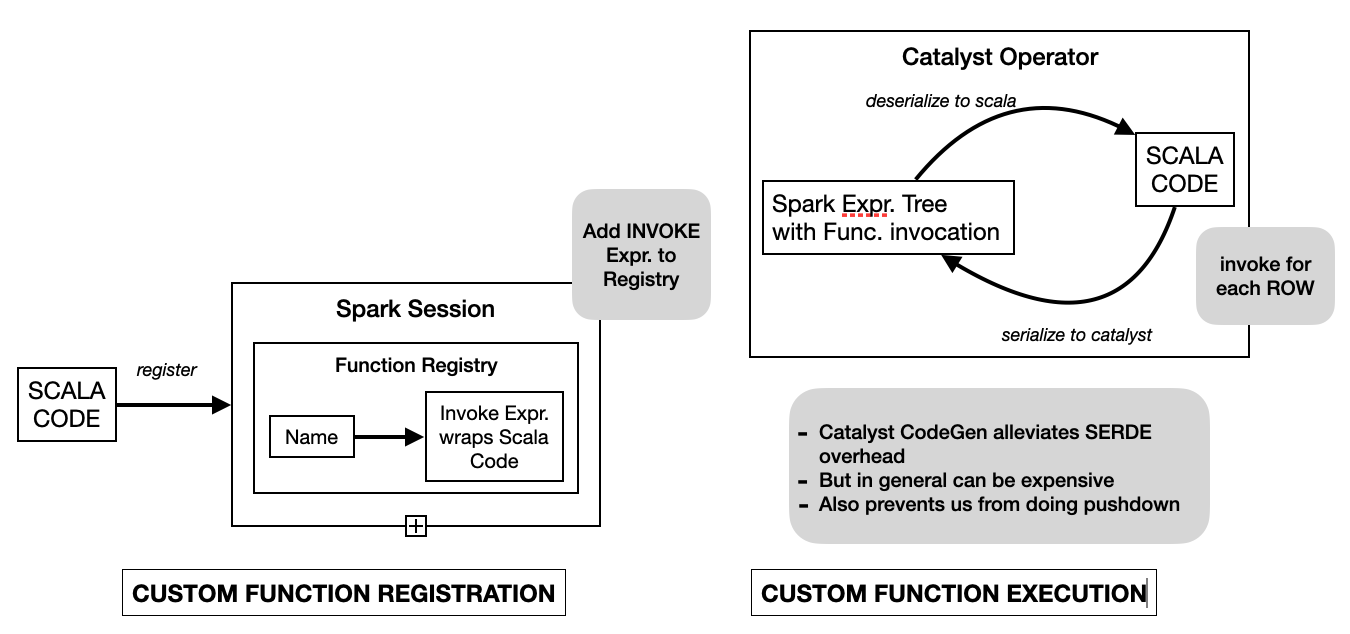 SCALA
CODE
register
Spark Session
Function Registry
Name
Invoke Expr.
wraps Scala
Code
Add INVOKE
Expr. to
Registry
CUSTOM FUNCTION REGISTRATION
Catalyst Operator
deserialize to scala
SCALA
CODE
Spark Expr. Tree
with Func. invocation
invoke for
each ROW
serialize to catalyst
- Catalyst CodeGen alleviates SERDE
overhead
- But in general can be expensive
- Also prevents us from doing pushdown
CUSTOM FUNCTION EXECUTION